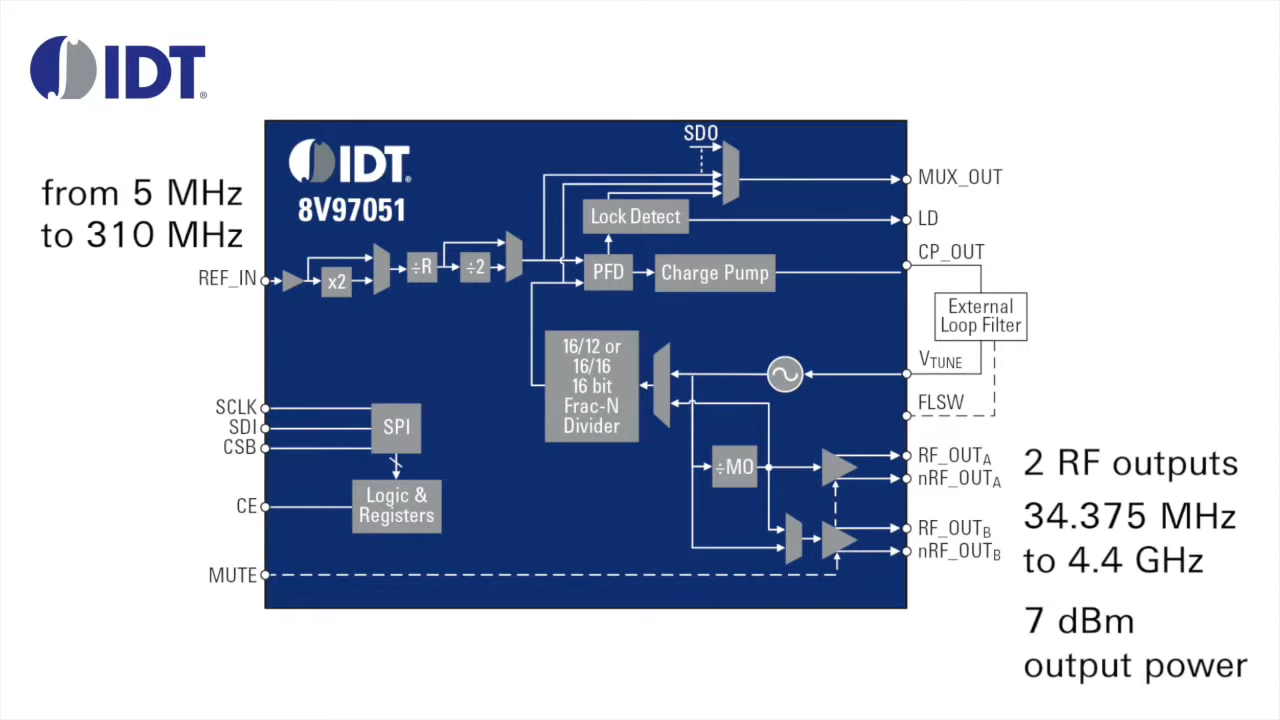 IDT®
from 5 MHz
to 310 MHz
IDT®
8V97051
SDO
MUX_OUT
Lock Detect
LD
CP_OUT
REF_IN
x2
÷R
÷2
PFD
Charge Pump
External
Loop Filter
16/12 or
16/16
16 bit
Frac-N
Divider
VTUNE
FLSW
SCLK
SDI
CSB
SPI
÷MO
RF_OUTA
nRF_OUTA
CE
Logic &
Registers
RF_OUTB
nRF_OUTB
MUTE
2 RF outputs
34.375 MHz
to 4.4 GHz
7 dBm
output power